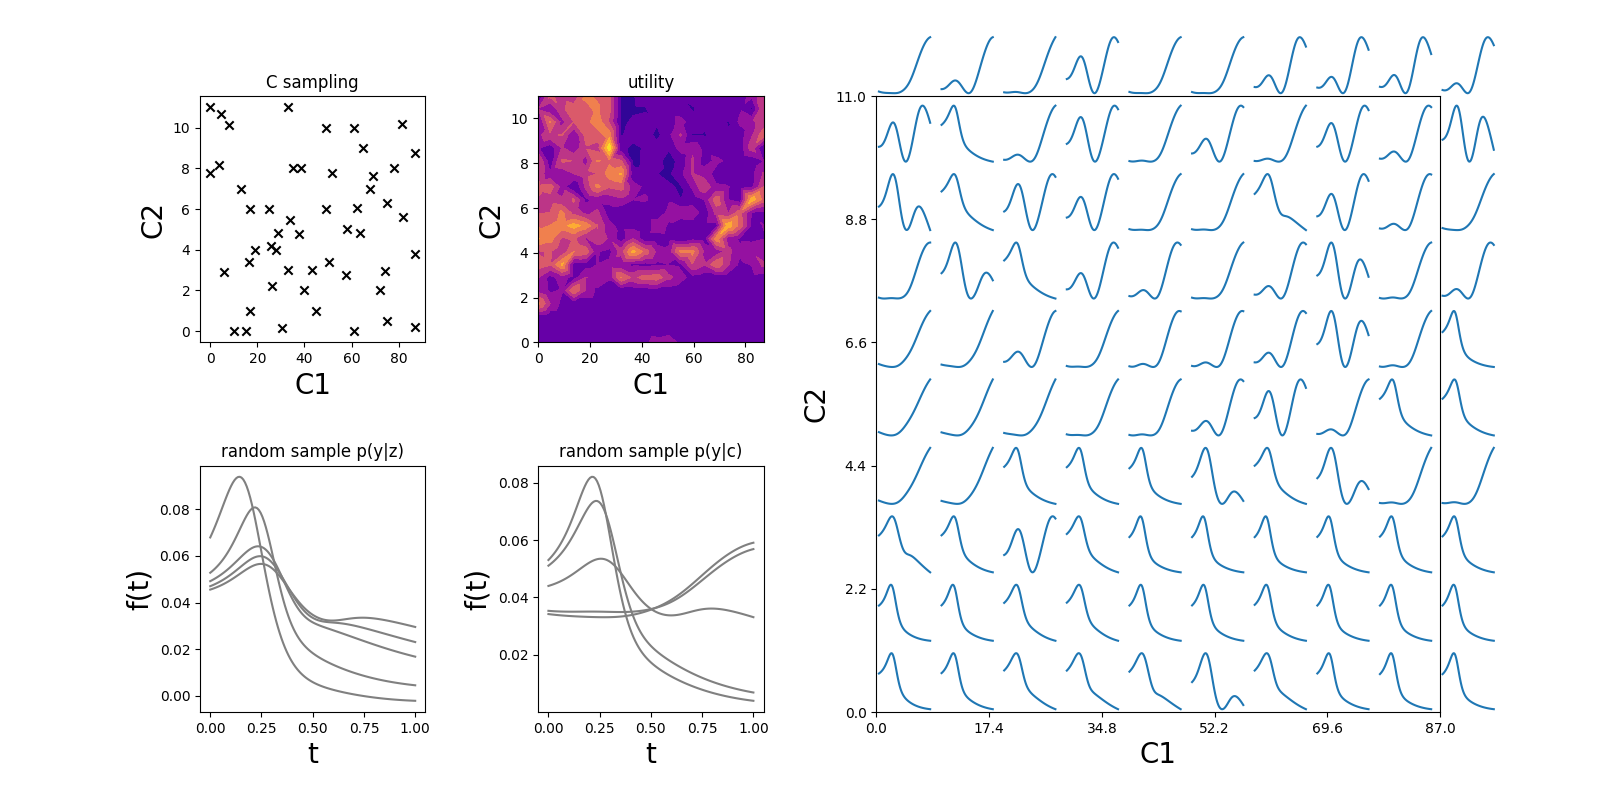 C sampling
C2
10
8
6
4
2
0
0 20 40 60 80
C1
utility
C2
10
8
6
4
2
0
0 20 40 60 80
C1
random sample p(y|z)
f(t)
0.08
0.06
0.04
0.02
0.00
0.00 0.25 0.50 0.75 1.00
t
random sample p(y|c)
f(t)
0.08
0.06
0.04
0.02
0.00 0.25 0.50 0.75 1.00
t
C2
11.0
8.8
6.6
4.4
2.2
0.0
0.0 17.4 34.8 52.2 69.6 87.0
C1